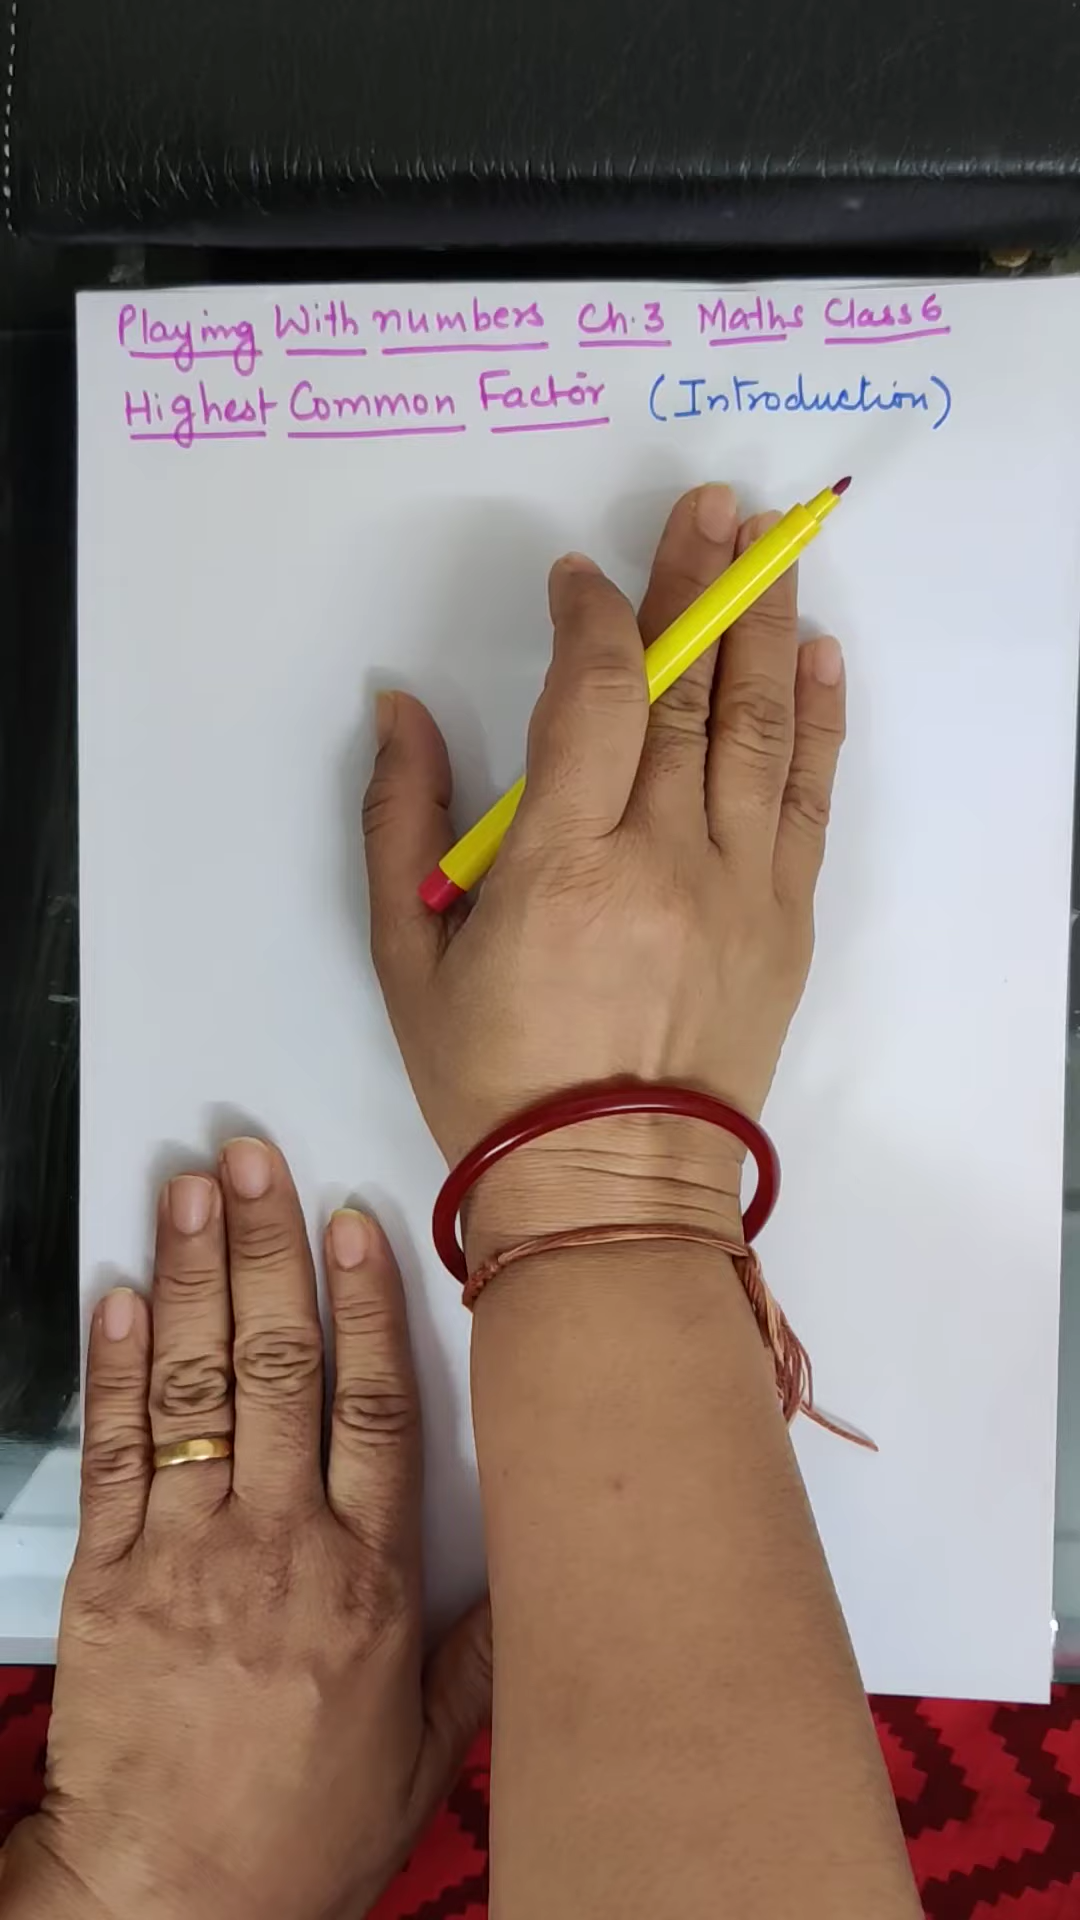 Playing With numbers Ch.3 Maths Class 6
Highest Common Factor (Introduction)